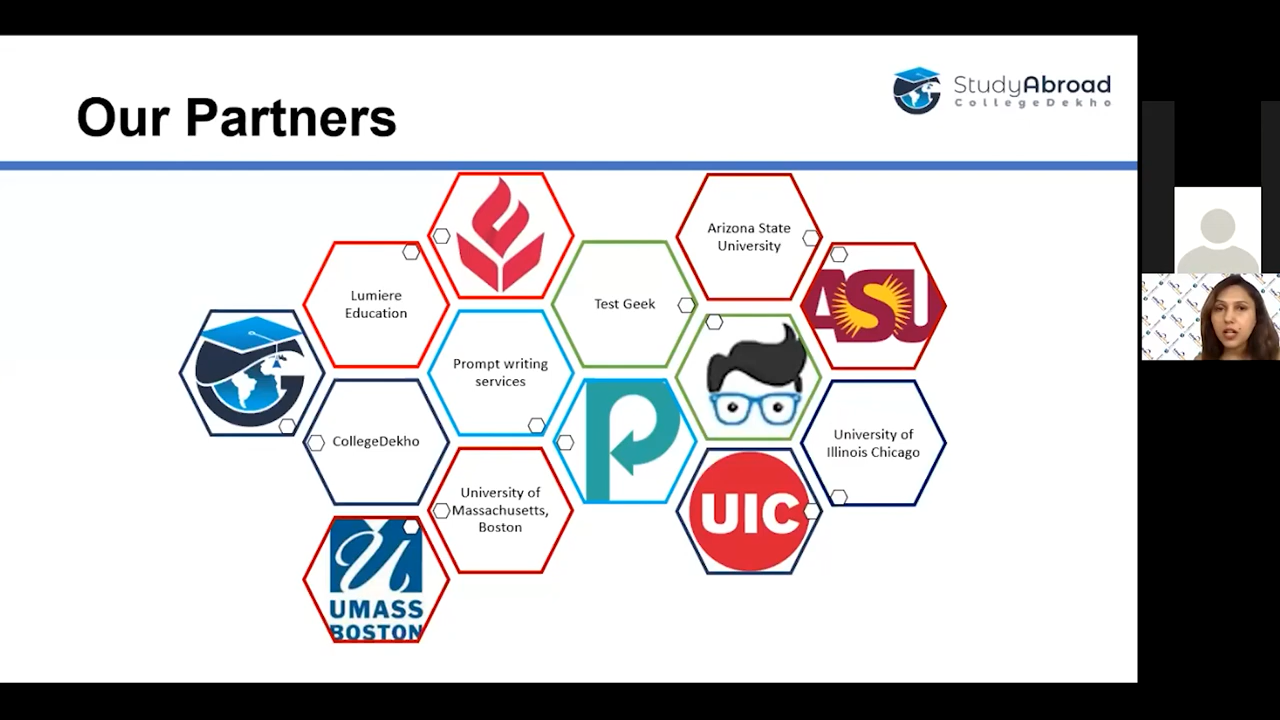 Our Partners
StudyAbroad
CollegeDekho
Arizona State
University
ASU
Lumiere
Education
Test Geek
Prompt writing
services
CollegeDekho
University of
Illinois Chicago
University of
Massachusetts,
Boston
UIC
UMASS
BOSTON